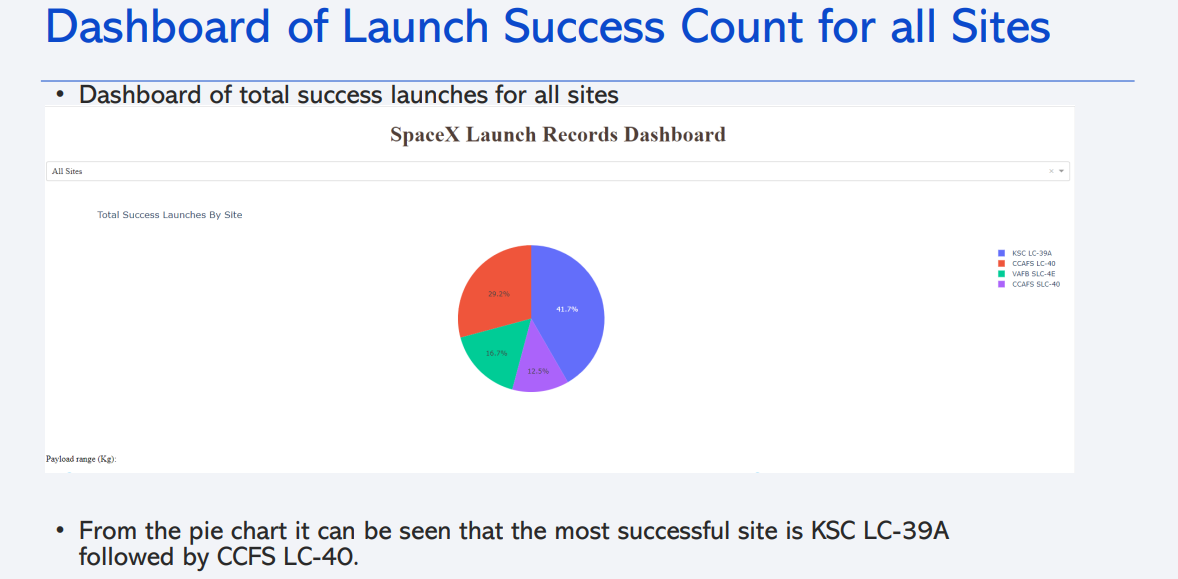 Dashboard of Launch Success Count for all Sites
• Dashboard of total success launches for all sites
SpaceX Launch Records Dashboard
All Sites
Total Success Launches By Site
KSC LC-39A
CCAFS LC-40
VAFB SLC-4E
CCAFS SLC-40
29.2%
41.7%
16.7%
12.5%
Payload range (Kg):
• From the pie chart it can be seen that the most successful site is KSC LC-39A
followed by CCFS LC-40.